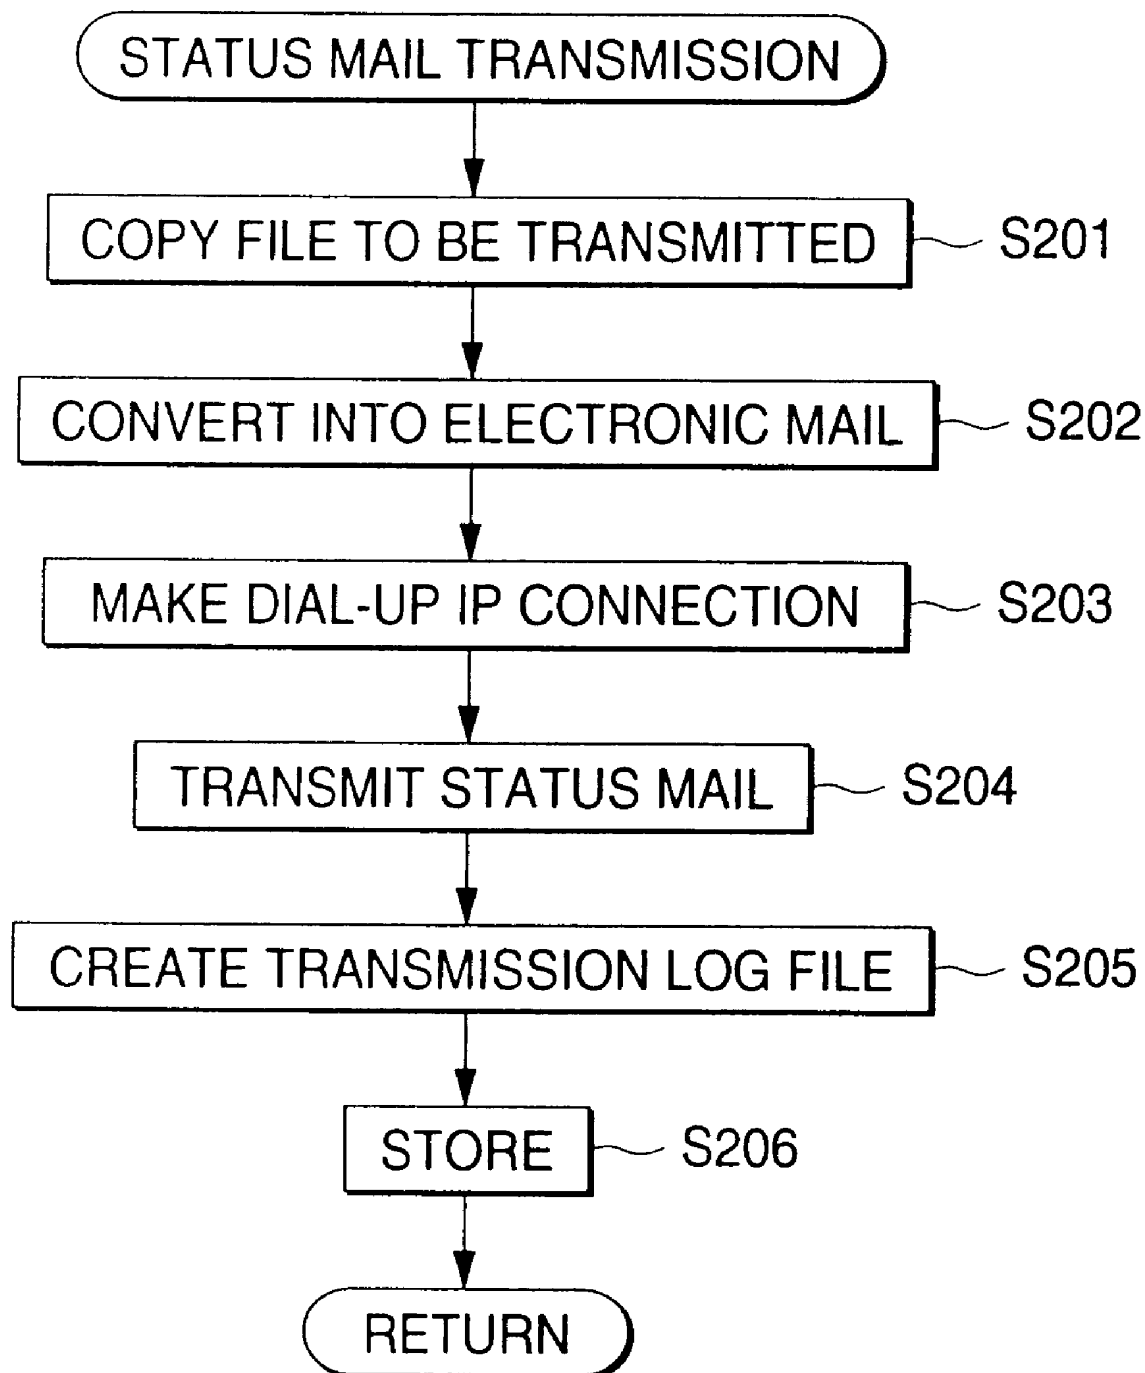 STATUS MAIL TRANSMISSION
COPY FILE TO BE TRANSMITTED
S201
CONVERT INTO ELECTRONIC MAIL
S202
MAKE DIAL-UP IP CONNECTION
S203
TRANSMIT STATUS MAIL
S204
CREATE TRANSMISSION LOG FILE
S205
STORE
S206
RETURN